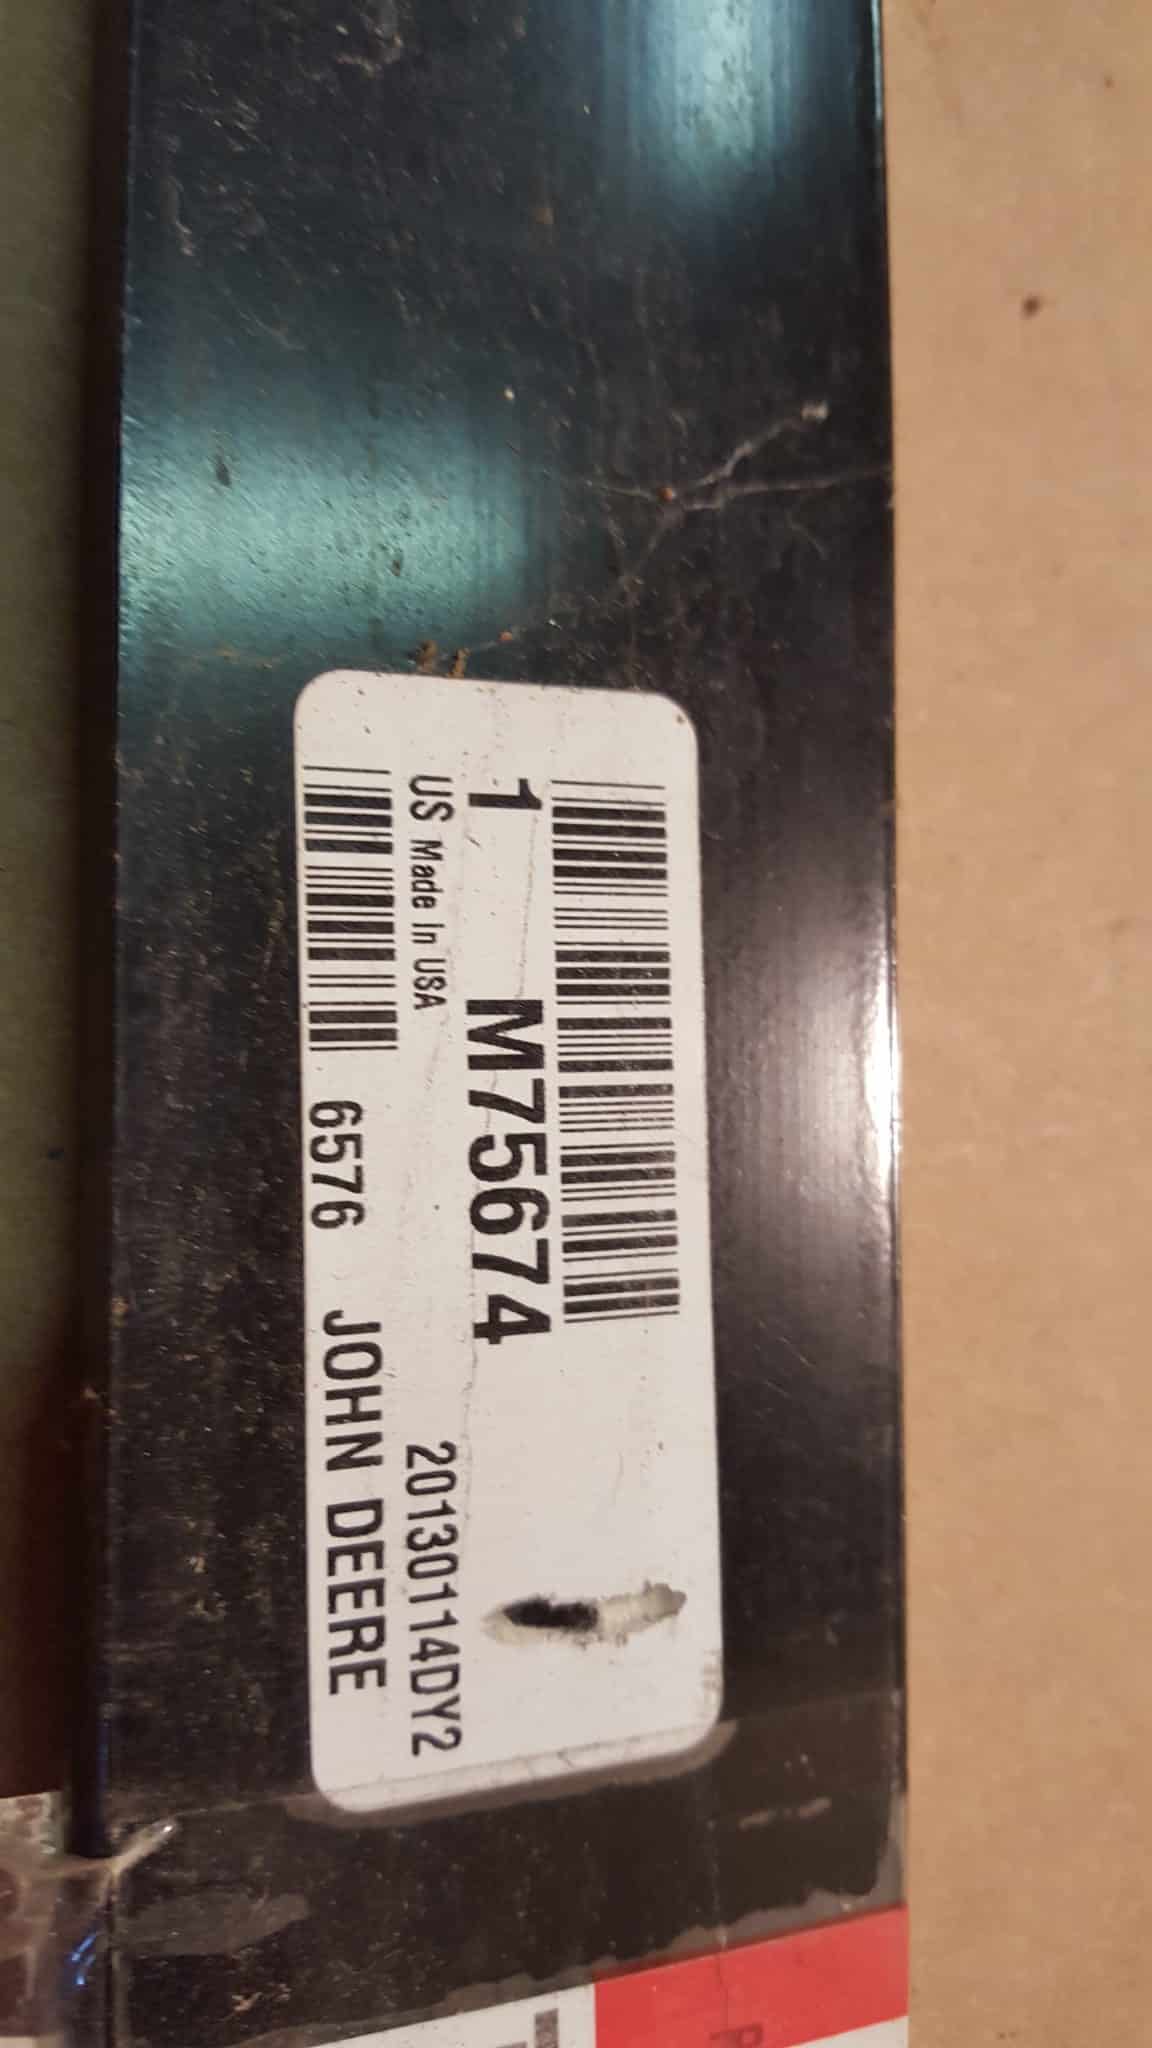 1 M75674
US Made In USA 20130114DY2
6576 JOHN DEERE